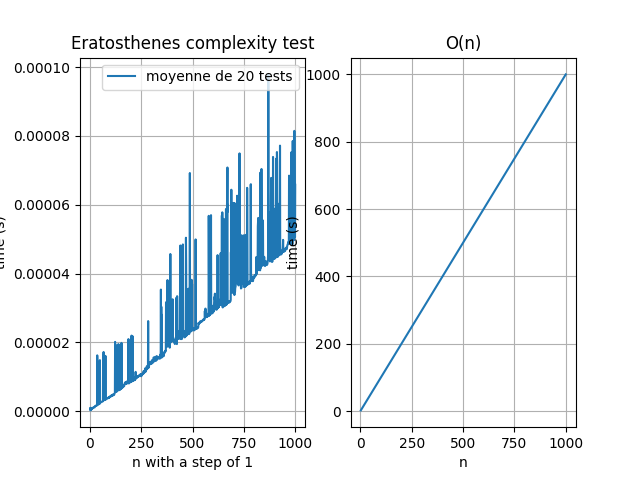 Eratosthenes complexity test
0.00010
0.00008
0.00006
0.00004
0.00002
0.00000
time (s)
moyenne de 20 tests
0 250 500 750 1000
n with a step of 1
O(n)
1000
800
600
400
200
0
time (s)
0 250 500 750 1000
n